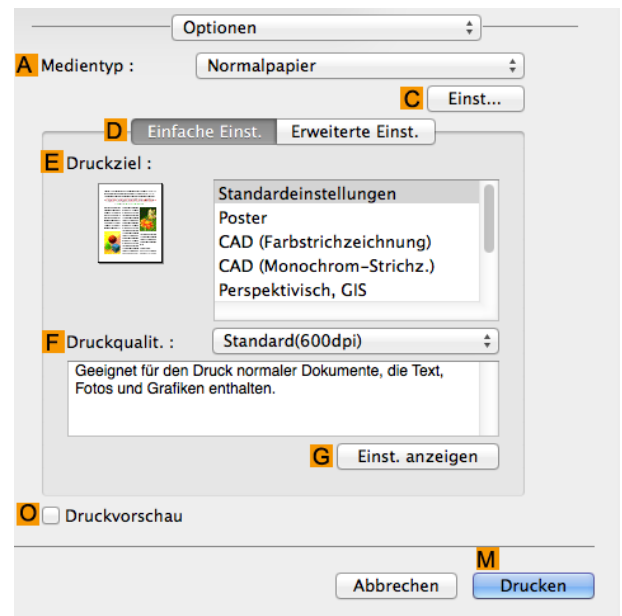 Optionen
A Medientyp : Normalpapier
C Einst...
D Einfache Einst. Erweiterte Einst.
E Druckziel :
Standardeinstellungen
Poster
CAD (Farbstrichzeichnung)
CAD (Monochrom-Strichz.)
Perspektivisch, GIS
F Druckqualit. : Standard(600dpi)
Geeignet für den Druck normaler Dokumente, die Text,
Fotos und Grafiken enthalten.
G Einst. anzeigen
O Druckvorschau
M
Abbrechen Drucken